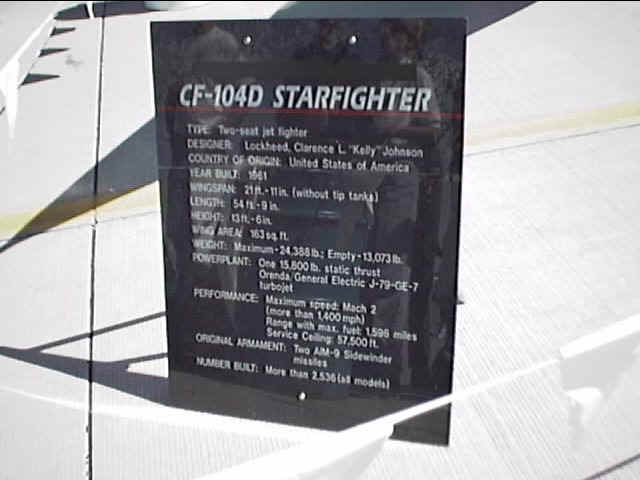 CF-104D STARFIGHTER
TYPE: Two-seat jet fighter
DESIGNER: Lockheed, Clarence L. "Kelly" Johnson
COUNTRY OF ORIGIN: United States of America
YEAR BUILT: 1961
WINGSPAN: 21 ft.-11 in. (without tip tanks)
LENGTH: 54 ft.-9 in.
HEIGHT: 13 ft.-6 in.
WING AREA: 163 sq. ft.
WEIGHT: Maximum-24,388 lb.; Empty-13,073 lb.
POWERPLANT: One 15,600 lb. static thrust
Orenda/General Electric J-79-GE-7
turbojet
PERFORMANCE: Maximum speed: Mach 2
(more than 1,400 mph)
Range with max. fuel: 1,596 miles
Service Ceiling: 57,500 ft.
ORIGINAL ARMAMENT: Two AIM-9 Sidewinder
missiles
NUMBER BUILT: More than 2,536 (all models)